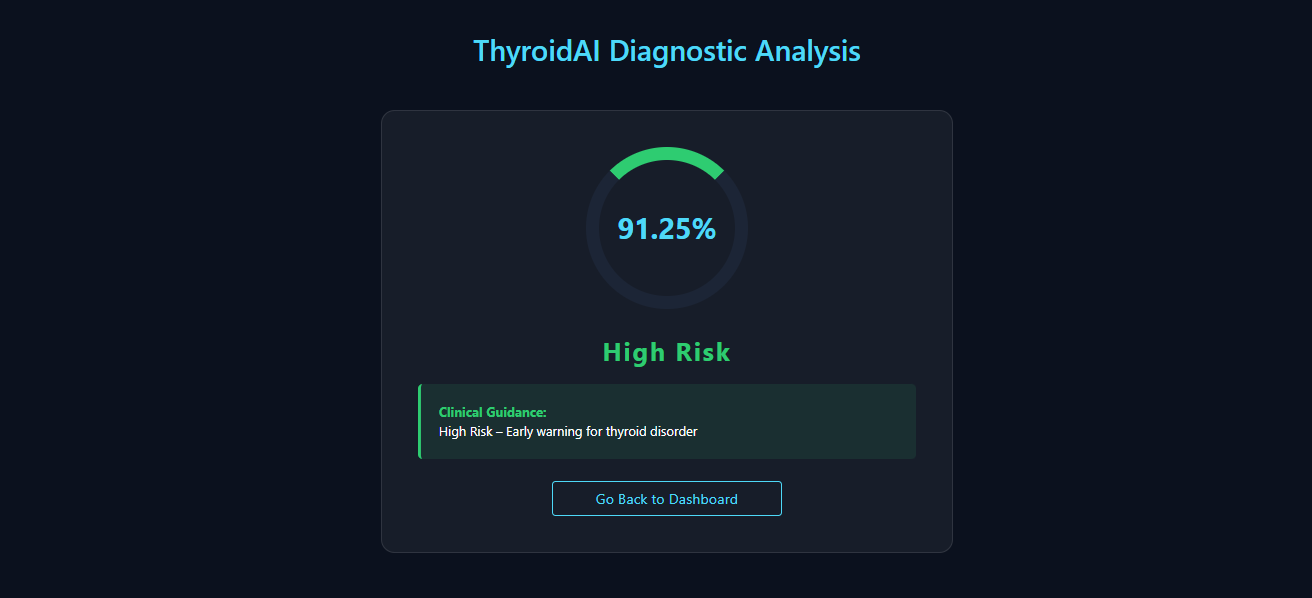 ThyroidAI Diagnostic Analysis
91.25%
High Risk
Clinical Guidance:
High Risk – Early warning for thyroid disorder
Go Back to Dashboard